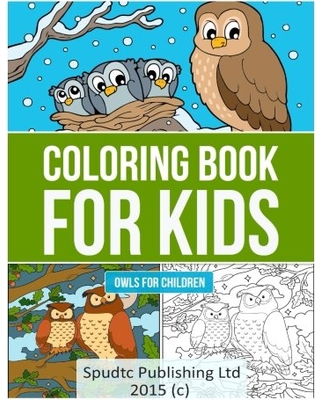 COLORING BOOK
FOR KIDS
OWLS FOR CHILDREN
Spudtc Publishing Ltd
2015 (c)